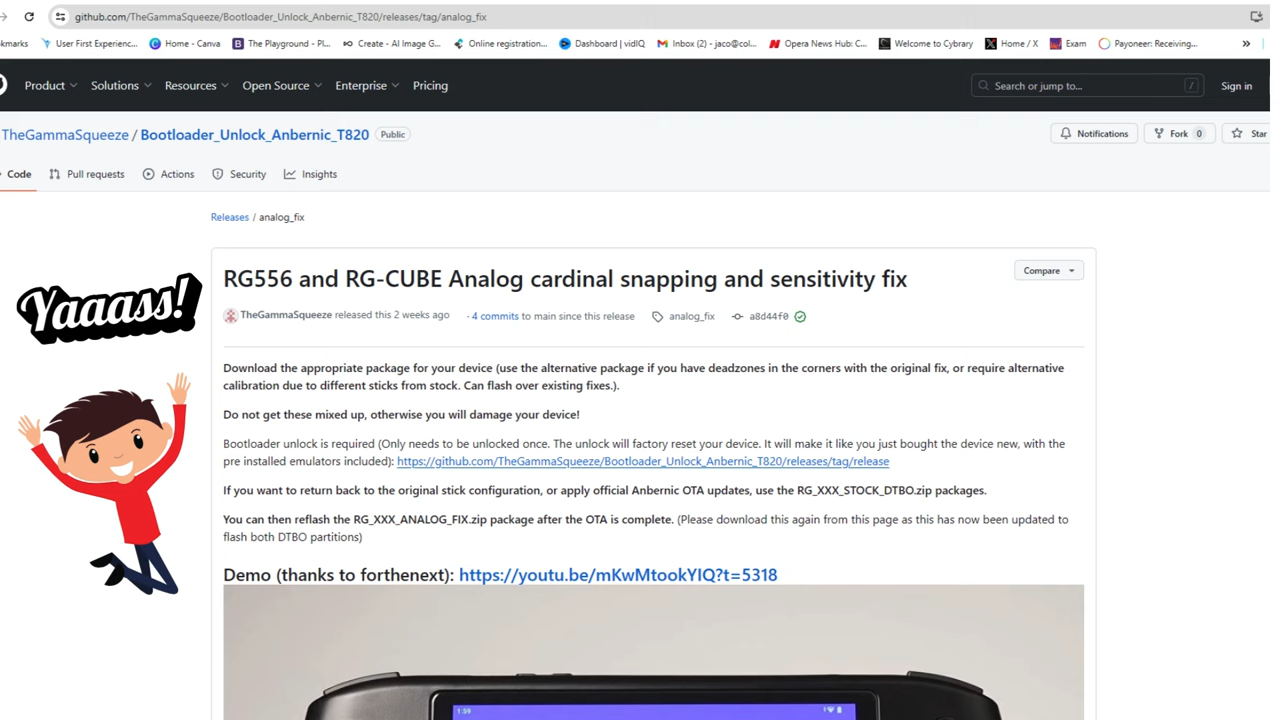 github.com/TheGammaSqueeze/Bootloader_Unlock_Anbernic_T820/releases/tag/analog_fix
kmarks User First Experienc... Home - Canva The Playground - Pl... Create - AI Image G... Online registration... Dashboard | vidIQ Inbox (2) - jaco@col... Opera News Hub: C... Welcome to Cybrary Home / X Exam Payoneer: Receiving... »
Product Solutions Resources Open Source Enterprise Pricing Search or jump to... / Sign in
TheGammaSqueeze / Bootloader_Unlock_Anbernic_T820 Public Notifications Fork 0 Star
Code Pull requests Actions Security Insights
Releases / analog_fix
RG556 and RG-CUBE Analog cardinal snapping and sensitivity fix Compare
TheGammaSqueeze released this 2 weeks ago · 4 commits to main since this release analog_fix a8d44f0
Yaaass!
Download the appropriate package for your device (use the alternative package if you have deadzones in the corners with the original fix, or require alternative
calibration due to different sticks from stock. Can flash over existing fixes.).
Do not get these mixed up, otherwise you will damage your device!
Bootloader unlock is required (Only needs to be unlocked once. The unlock will factory reset your device. It will make it like you just bought the device new, with the
pre installed emulators included): https://github.com/TheGammaSqueeze/Bootloader_Unlock_Anbernic_T820/releases/tag/release
If you want to return back to the original stick configuration, or apply official Anbernic OTA updates, use the RG_XXX_STOCK_DTBO.zip packages.
You can then reflash the RG_XXX_ANALOG_FIX.zip package after the OTA is complete. (Please download this again from this page as this has now been updated to
flash both DTBO partitions)
Demo (thanks to forthenext): https://youtu.be/mKwMtookYIQ?t=5318
1:59